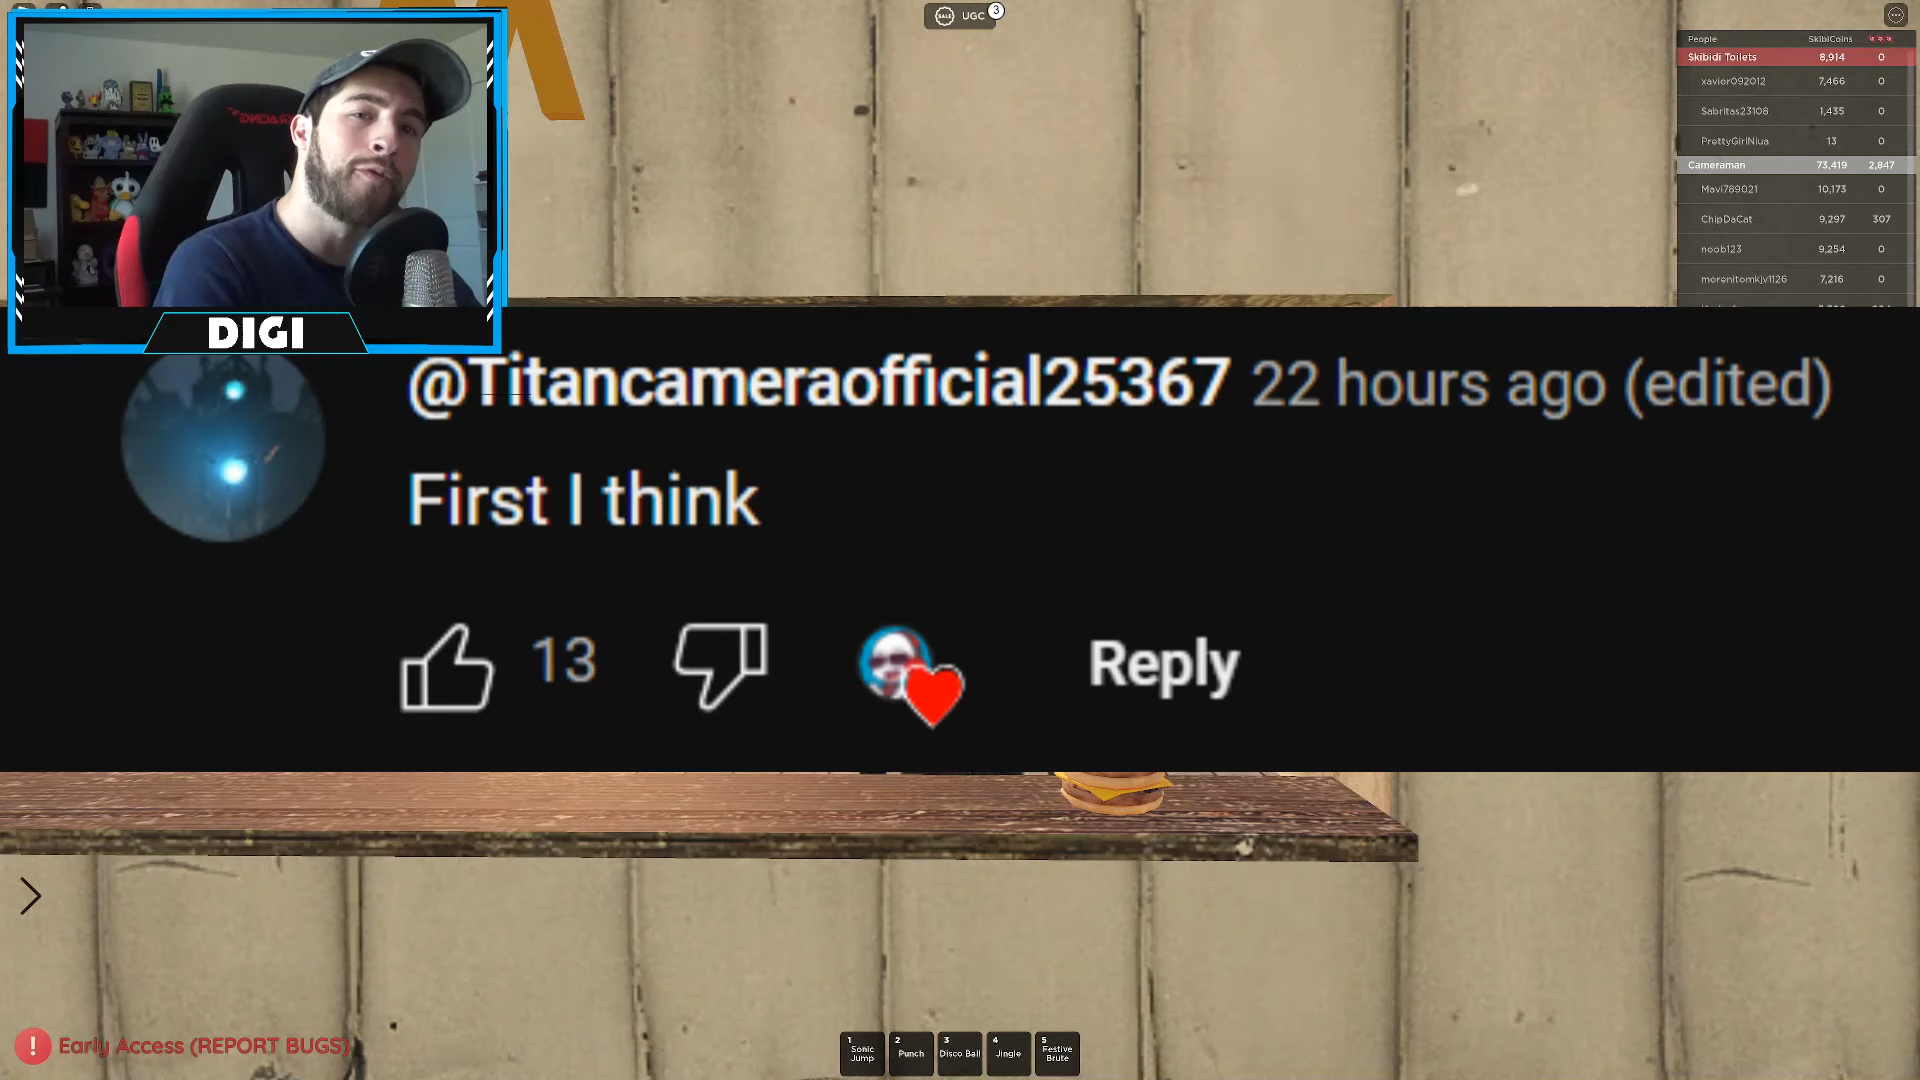 UGC 3
People SkibiCoins
Skibidi Toilets 8,914 0
xavior092012 7,466 0
Sabritas23108 1,435 0
PrettyGirlNiua 13 0
Cameraman 73,419 2,847
Mavi789021 10,173 0
ChipDaCat 9,297 307
noob123 9,254 0
morenitomkjv1126 7,216 0
DIGI
@Titancameraofficial25367 22 hours ago (edited)
First I think
13 Reply
! Early Access (REPORT BUGS)
1 Sonic Jump
2 Punch
3 Disco Ball
4 Jingle
5 Festive Brute